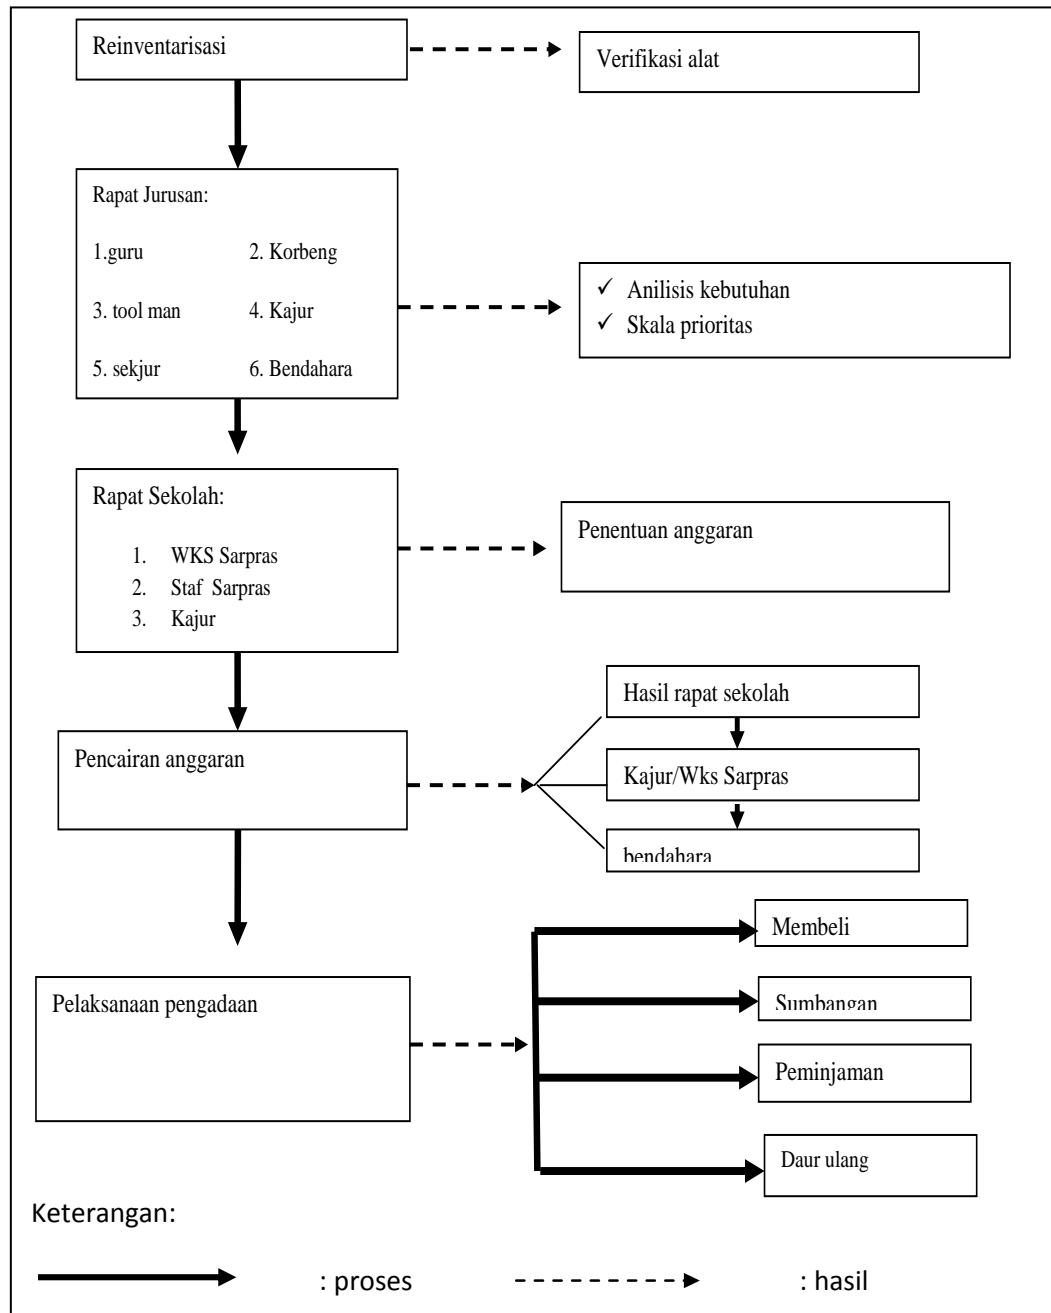 Reinventarisasi
Verifikasi alat
Rapat Jurusan:
1.guru 2. Korbeng
3. tool man 4. Kajur
5. sekjur 6. Bendahara
✓ Anilisis kebutuhan
✓ Skala prioritas
Rapat Sekolah:
1. WKS Sarpras
2. Staf Sarpras
3. Kajur
Penentuan anggaran
Pencairan anggaran
Hasil rapat sekolah
Kajur/Wks Sarpras
bendahara
Pelaksanaan pengadaan
Membeli
Sumbangan
Peminjaman
Daur ulang
Keterangan:
: proses : hasil